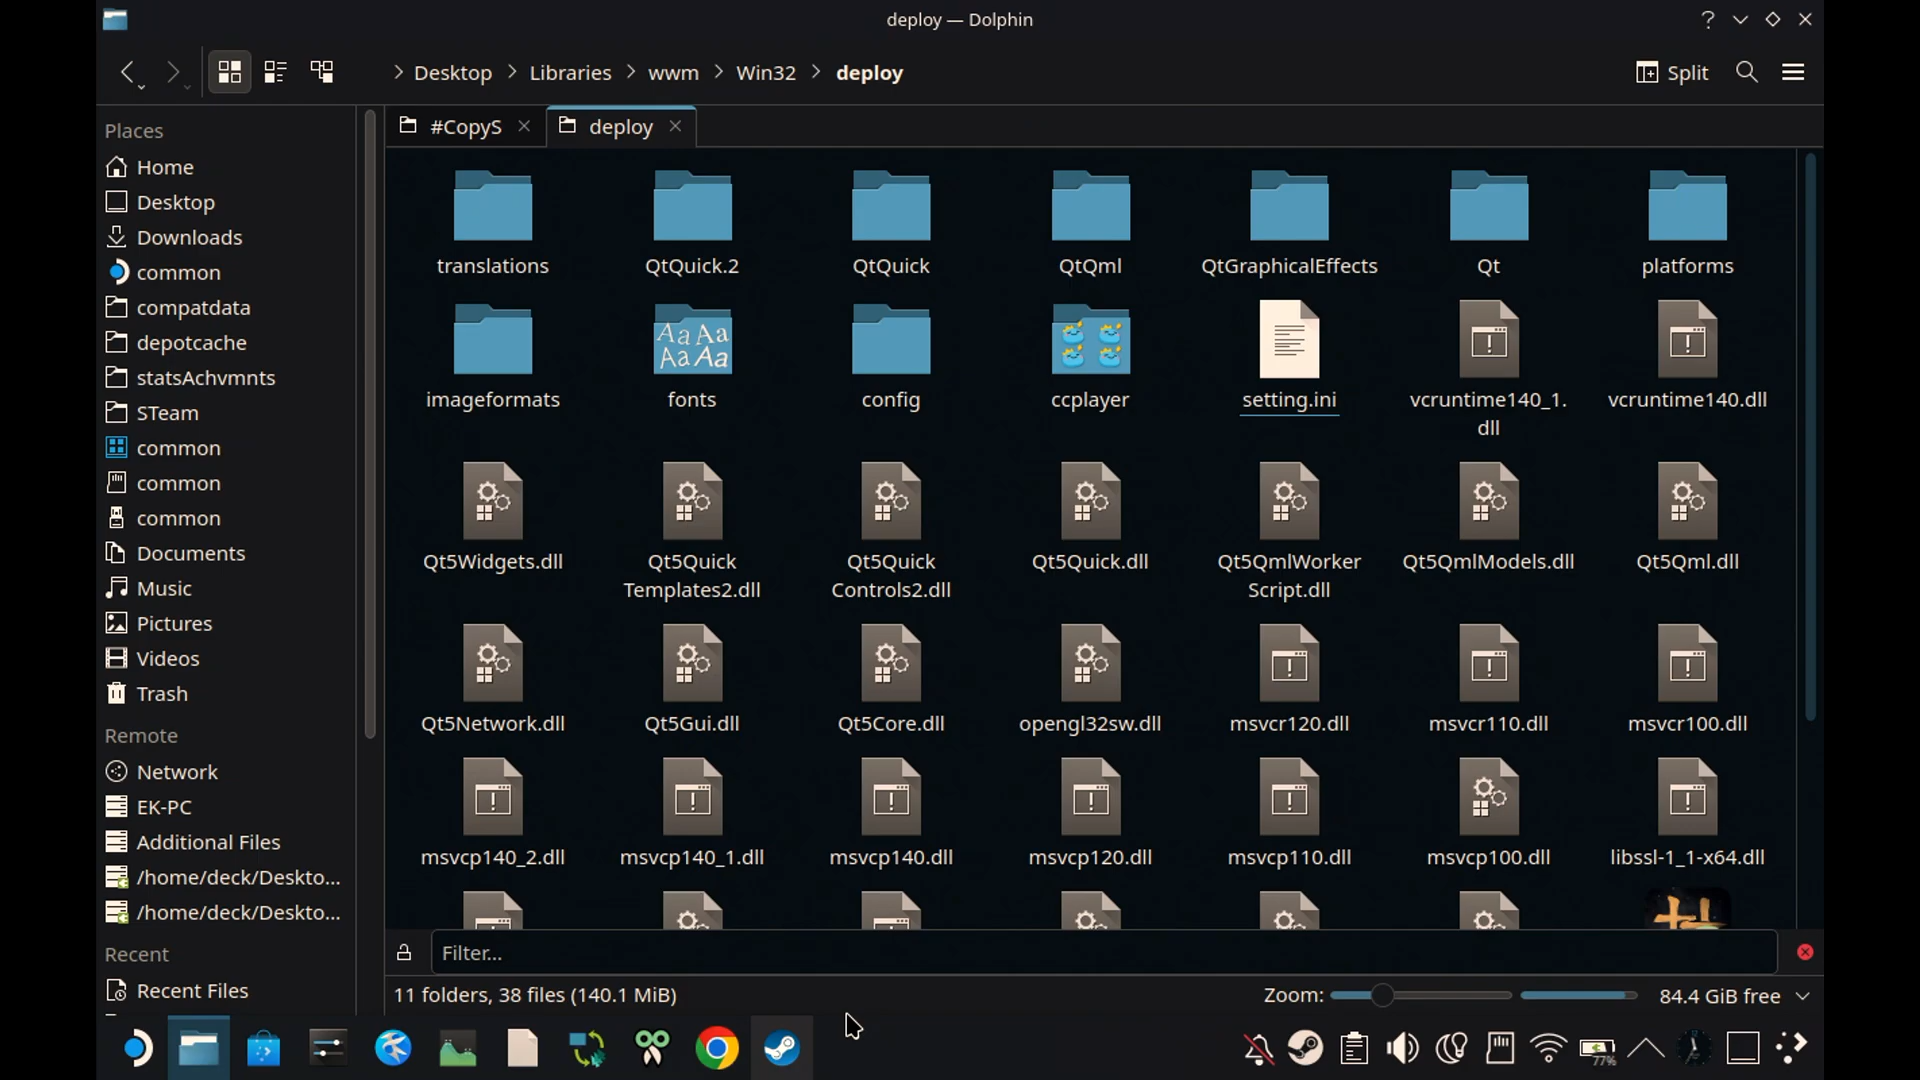 deploy — Dolphin
?
Desktop
Libraries
wwm
Win32
deploy
Split
#CopyS
deploy
Places
Home
Desktop
Downloads
common
compatdata
depotcache
statsAchvmnts
STeam
common
common
common
Documents
Music
Pictures
Videos
Trash
Remote
Network
EK-PC
Additional Files
/home/deck/Deskto...
/home/deck/Deskto...
Recent
Recent Files
translations
QtQuick.2
QtQuick
QtQml
QtGraphicalEffects
Qt
platforms
Aa Aa
Aa Aa
imageformats
fonts
config
ccplayer
setting.ini
vcruntime140_1.
dll
vcruntime140.dll
Qt5Widgets.dll
Qt5Quick
Templates2.dll
Qt5Quick
Controls2.dll
Qt5Quick.dll
Qt5QmlWorker
Script.dll
Qt5QmlModels.dll
Qt5Qml.dll
Qt5Network.dll
Qt5Gui.dll
Qt5Core.dll
opengl32sw.dll
msvcr120.dll
msvcr110.dll
msvcr100.dll
msvcp140_2.dll
msvcp140_1.dll
msvcp140.dll
msvcp120.dll
msvcp110.dll
msvcp100.dll
libssl-1_1-x64.dll
Filter...
11 folders, 38 files (140.1 MiB)
Zoom:
84.4 GiB free
77%